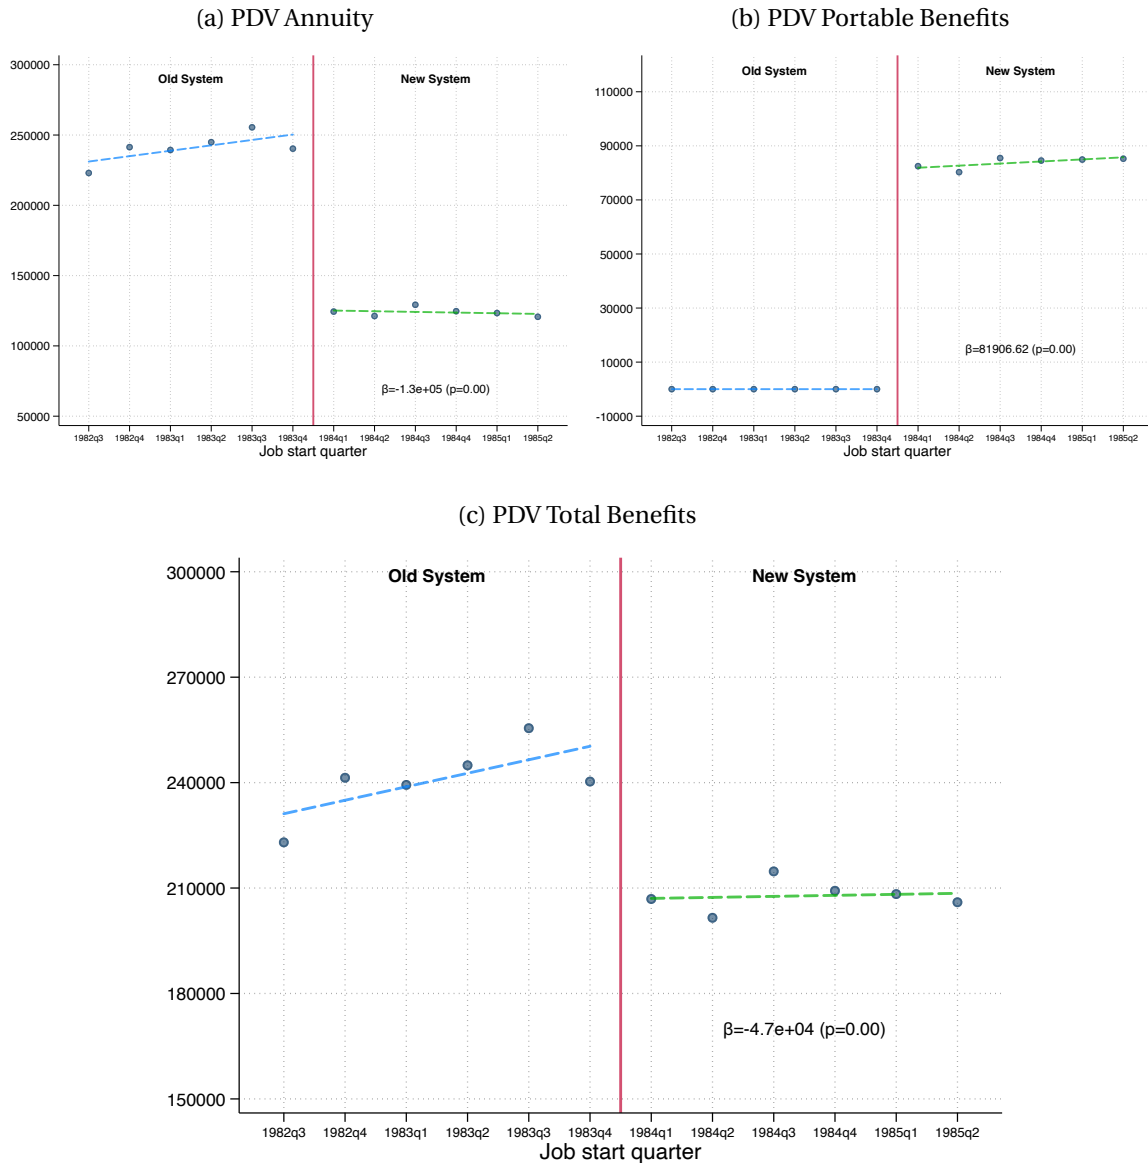 (a) PDV Annuity
300000
250000
200000
150000
100000
50000
Old System
New System
β=-1.3e+05 (p=0.00)
1982q3 1982q4 1983q1 1983q2 1983q3 1983q4 1984q1 1984q2 1984q3 1984q4 1985q1 1985q2
Job start quarter
(b) PDV Portable Benefits
110000
90000
70000
50000
30000
10000
-10000
Old System
New System
β=81906.62 (p=0.00)
1982q3 1982q4 1983q1 1983q2 1983q3 1983q4 1984q1 1984q2 1984q3 1984q4 1985q1 1985q2
Job start quarter
(c) PDV Total Benefits
300000
270000
240000
210000
180000
150000
Old System
New System
β=-4.7e+04 (p=0.00)
1982q3 1982q4 1983q1 1983q2 1983q3 1983q4 1984q1 1984q2 1984q3 1984q4 1985q1 1985q2
Job start quarter